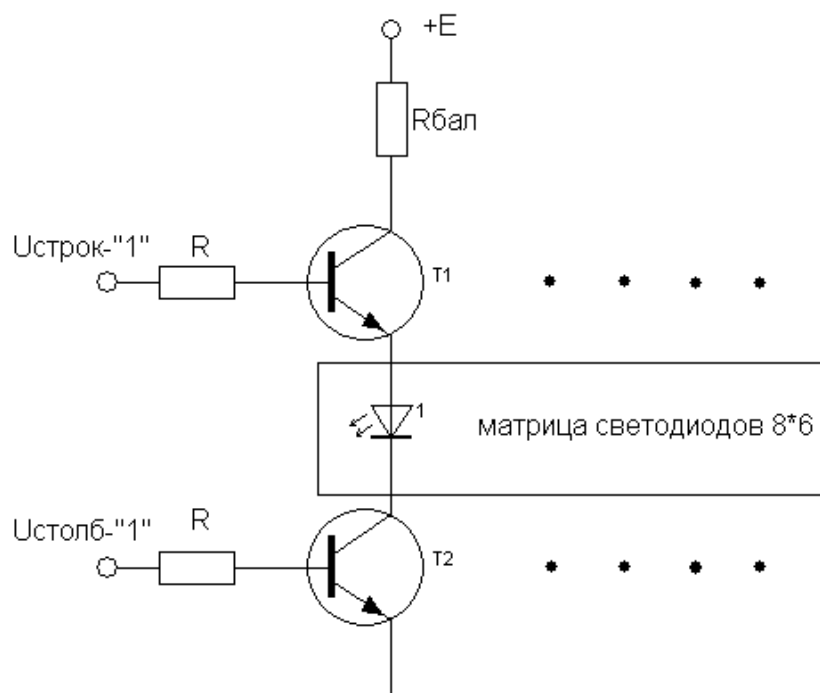 +E
Rбал
Uстрок-"1"
R
T1
1
матрица светодиодов 8*6
Uстолб-"1"
R
T2